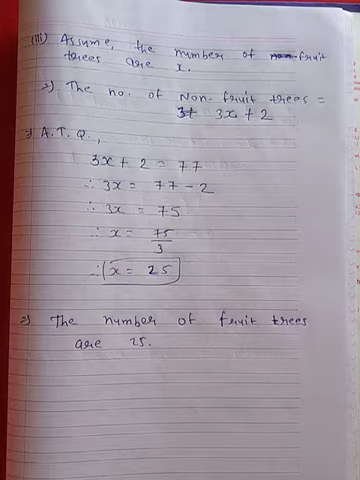 (iii) Assume, the number of fruit
trees are x.
=> The no. of Non-fruit trees =
3x + 2
=> A.T.Q.,
3x + 2 = 77
∴ 3x = 77 - 2
∴ 3x = 75
∴ x = 75/3
∴ x = 25
=> The number of fruit trees
are 25.